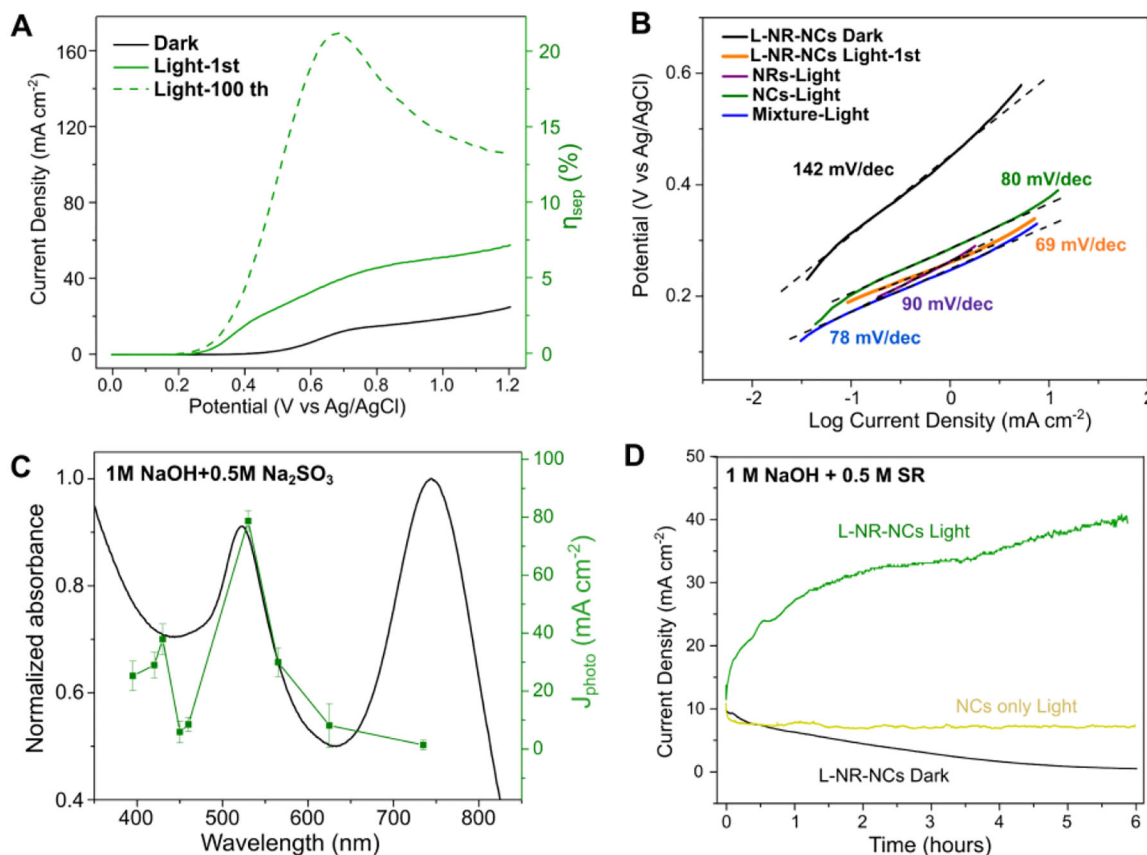 A
Dark
Light-1st
Light-100 th
Current Density (mA cm⁻²)
160
120
80
40
0
20
15
10
5
0
ηsep (%)
0.0 0.2 0.4 0.6 0.8 1.0 1.2
Potential (V vs Ag/AgCl)
B
L-NR-NCs Dark
L-NR-NCs Light-1st
NRs-Light
NCs-Light
Mixture-Light
Potential (V vs Ag/AgCl)
0.6
0.4
0.2
142 mV/dec
80 mV/dec
69 mV/dec
90 mV/dec
78 mV/dec
-1 0 1 2
Log Current Density (mA cm⁻²)
C
1M NaOH+0.5M Na₂SO₃
Normalized absorbance
1.0
0.8
0.6
0.4
100
80
60
40
20
0
Jphoto (mA cm⁻²)
400 500 600 700 800
Wavelength (nm)
D
1 M NaOH + 0.5 M SR
Current Density (mA cm⁻²)
50
40
30
20
10
0
L-NR-NCs Light
NCs only Light
L-NR-NCs Dark
0 1 2 3 4 5 6
Time (hours)